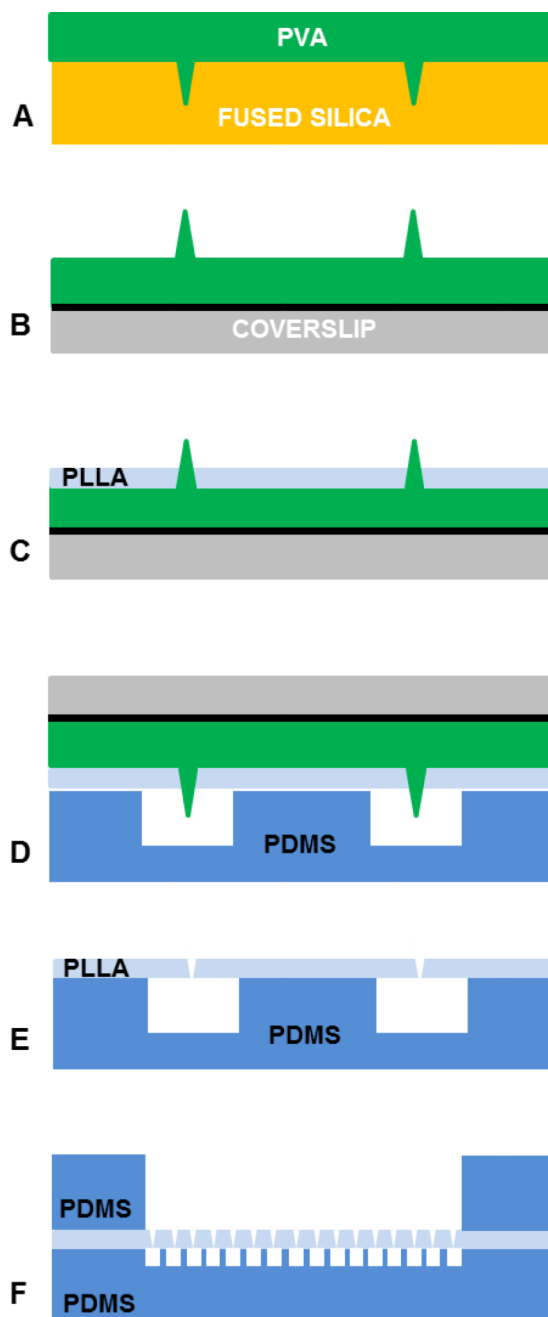 PVA
A
FUSED SILICA
B
COVERSLIP
PLLA
C
D
PDMS
PLLA
E
PDMS
PDMS
F
PDMS